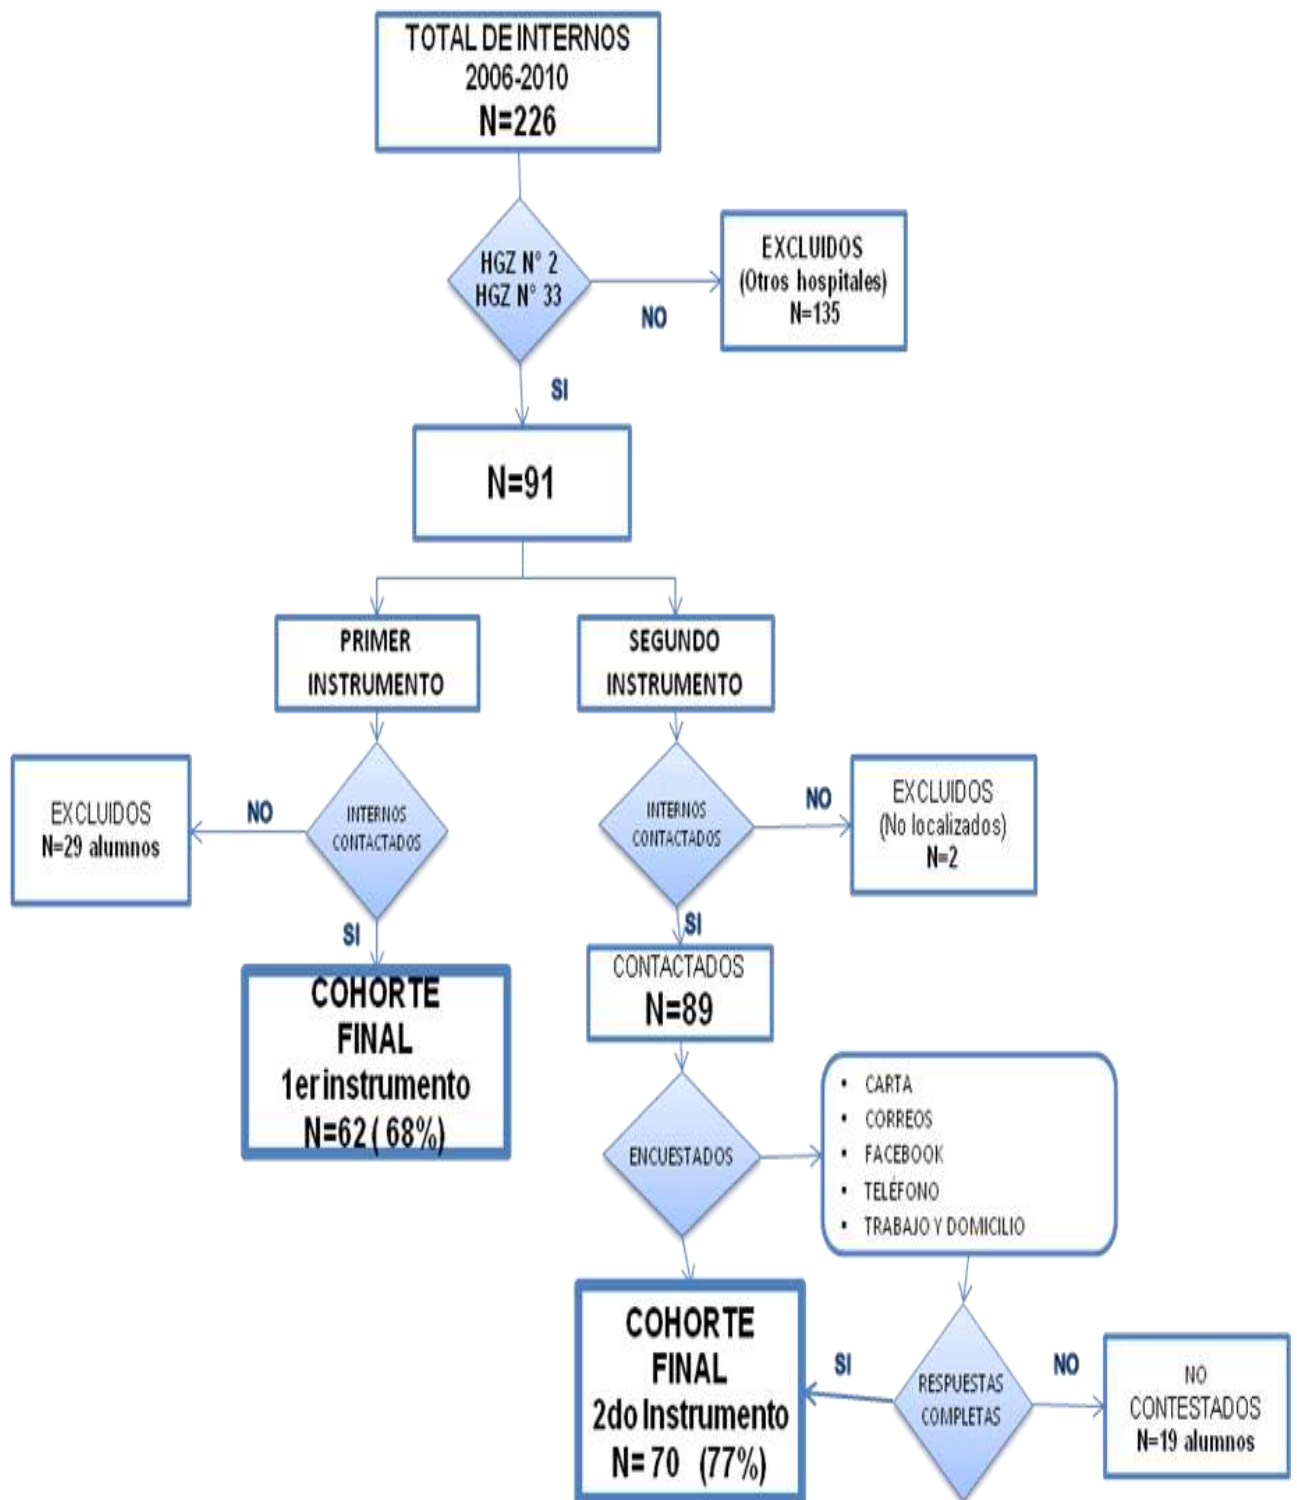 TOTAL DE INTERNOS
2006-2010
N=226
HGZ N° 2
HGZ N° 33
EXCLUIDOS
(Otros hospitales)
N=135
NO
SI
N=91
PRIMER
INSTRUMENTO
SEGUNDO
INSTRUMENTO
EXCLUIDOS
N=29 alumnos
NO
INTERNOS
CONTACTADOS
INTERNOS
CONTACTADOS
NO
EXCLUIDOS
(No localizados)
N=2
SI
SI
COHORTE
FINAL
1er instrumento
N=62 ( 68%)
CONTACTADOS
N=89
ENCUESTADOS
• CARTA
• CORREOS
• FACEBOOK
• TELÉFONO
• TRABAJO Y DOMICILIO
COHORTE
FINAL
2do Instrumento
N= 70 (77%)
SI
RESPUESTAS
COMPLETAS
NO
NO
CONTESTADOS
N=19 alumnos